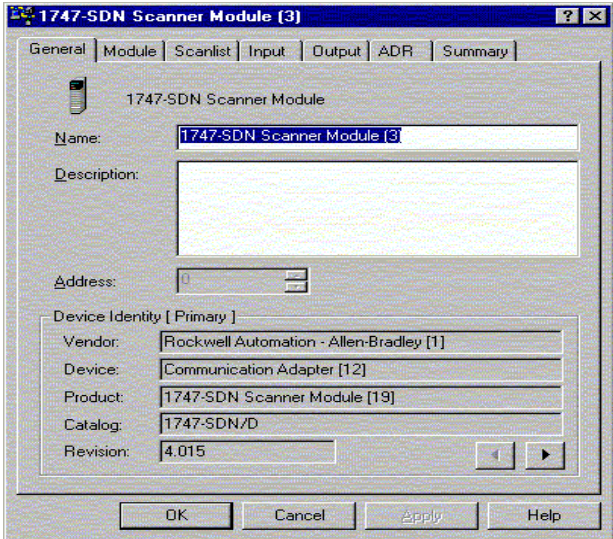 1747-SDN Scanner Module (3)
General Module Scanlist Input Output ADR Summary
1747-SDN Scanner Module
Name: 1747-SDN Scanner Module (3)
Description:
Address: 0
Device Identity [ Primary ]
Vendor: Rockwell Automation - Allen-Bradley [1]
Device: Communication Adapter [12]
Product: 1747-SDN Scanner Module [19]
Catalog: 1747-SDN/D
Revision: 4.015
OK Cancel Apply Help